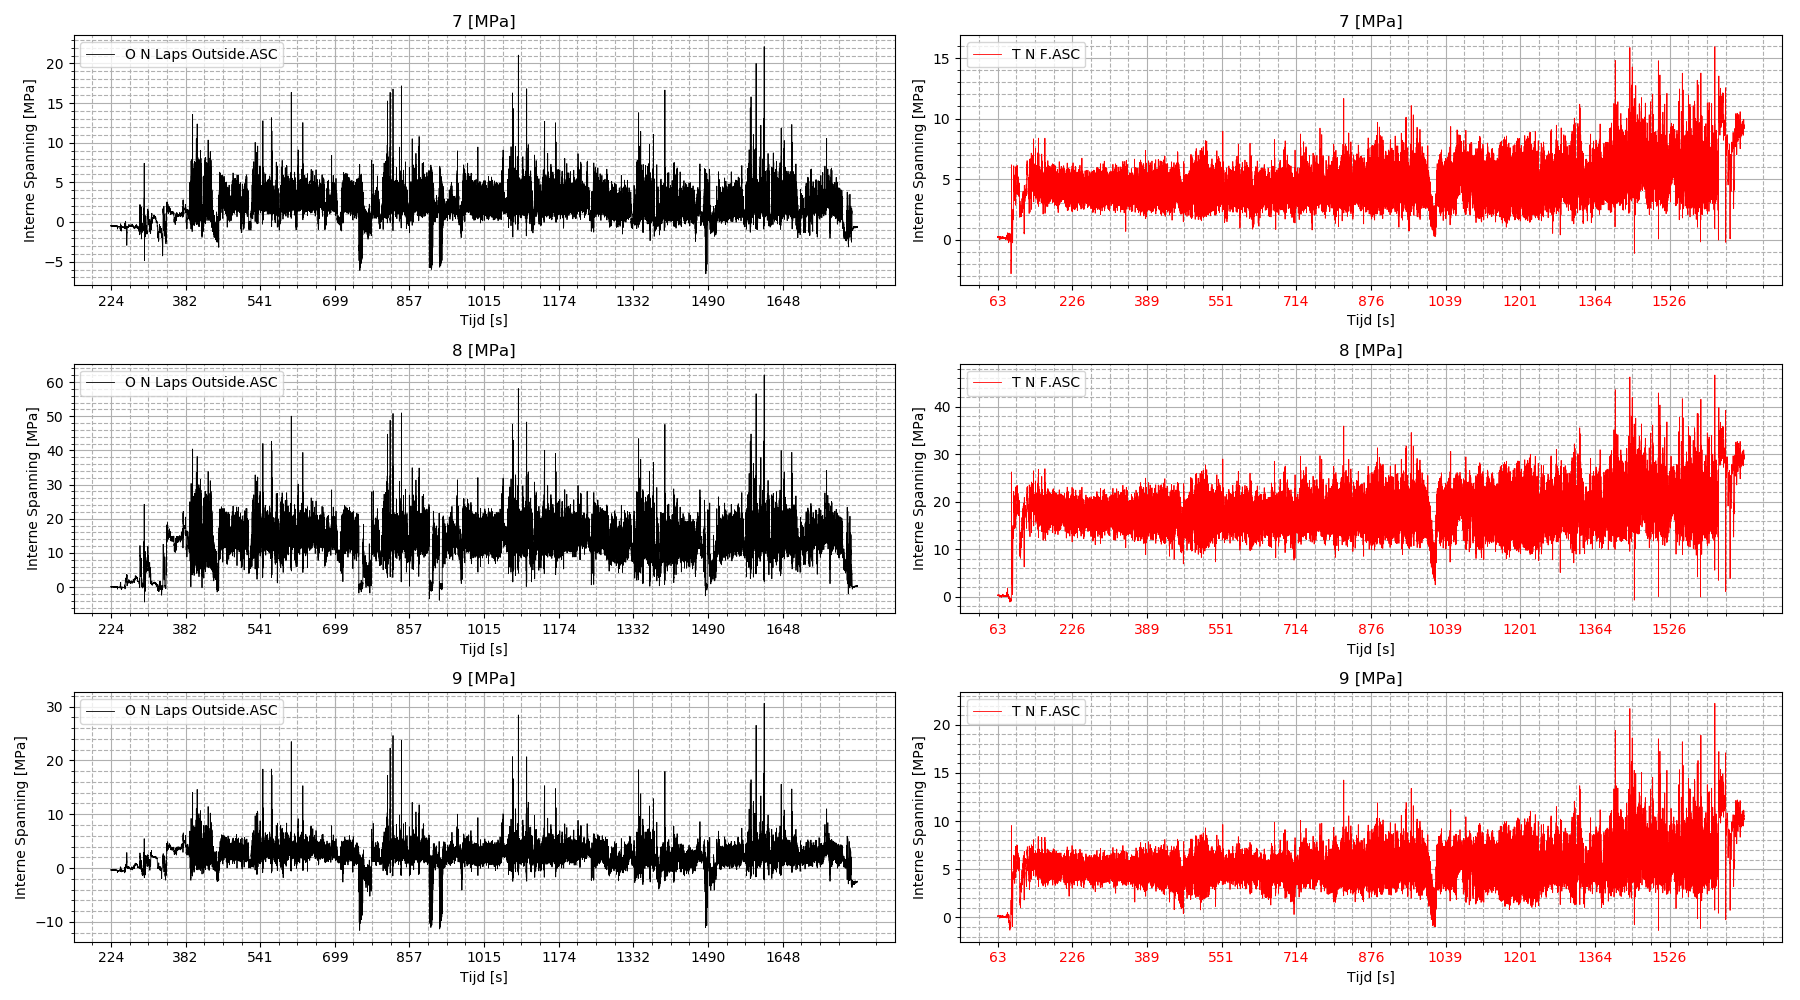 7 [MPa]
O N Laps Outside.ASC
Interne Spanning [MPa]
20
15
10
5
0
−5
224 382 541 699 857 1015 1174 1332 1490 1648
Tijd [s]
7 [MPa]
T N F.ASC
Interne Spanning [MPa]
15
10
5
0
63 226 389 551 714 876 1039 1201 1364 1526
Tijd [s]
8 [MPa]
O N Laps Outside.ASC
Interne Spanning [MPa]
60
50
40
30
20
10
0
224 382 541 699 857 1015 1174 1332 1490 1648
Tijd [s]
8 [MPa]
T N F.ASC
Interne Spanning [MPa]
40
30
20
10
0
63 226 389 551 714 876 1039 1201 1364 1526
Tijd [s]
9 [MPa]
O N Laps Outside.ASC
Interne Spanning [MPa]
30
20
10
0
−10
224 382 541 699 857 1015 1174 1332 1490 1648
Tijd [s]
9 [MPa]
T N F.ASC
Interne Spanning [MPa]
20
15
10
5
0
63 226 389 551 714 876 1039 1201 1364 1526
Tijd [s]